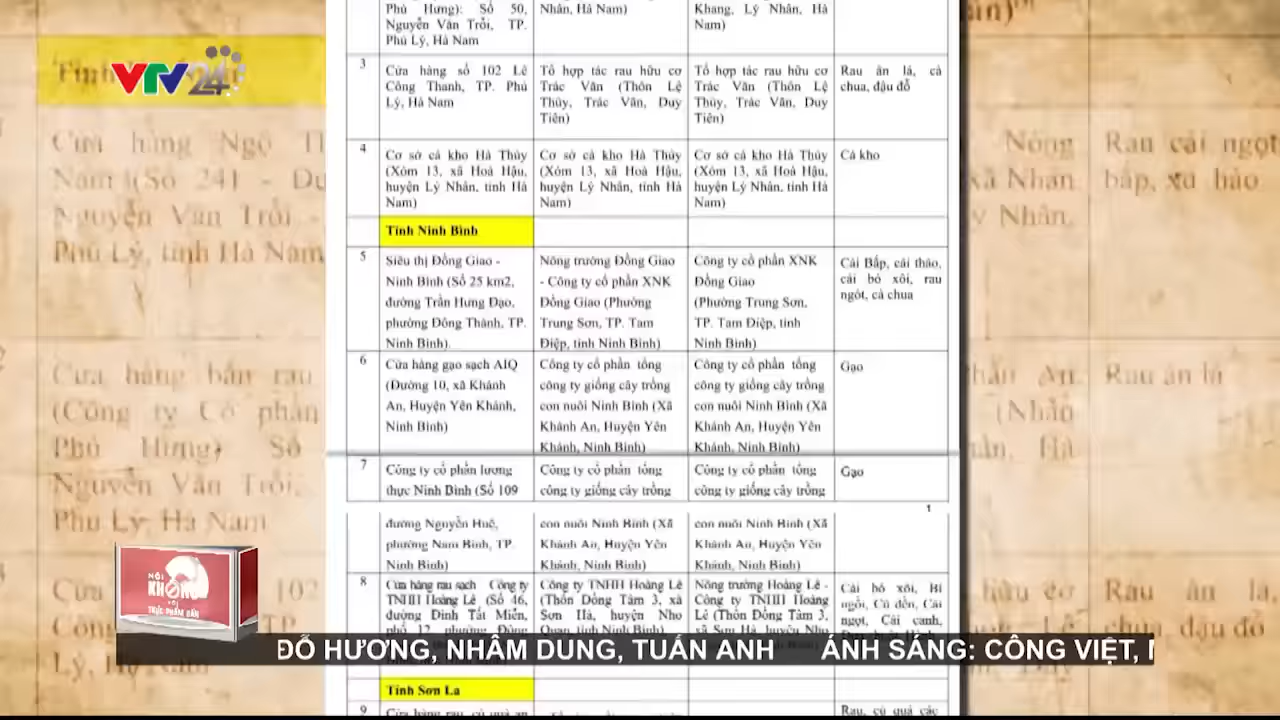 VTV24
Phú Hưng): Số 50,
Nguyễn Văn Trỗi, TP.
Phủ Lý, Hà Nam
Nhân, Hà Nam)
Khang, Lý Nhân, Hà
Nam)
3
Cửa hàng số 102 Lê
Công Thanh, TP. Phủ
Lý, Hà Nam
Tổ hợp tác rau hữu cơ
Trác Văn (Thôn Lệ
Thủy, Trác Văn, Duy
Tiên)
Tổ hợp tác rau hữu cơ
Trác Văn (Thôn Lệ
Thủy, Trác Văn, Duy
Tiên)
Rau ăn lá, cà
chua, đậu đỗ
4
Cơ sở cá kho Hà Thủy
(Xóm 13, xã Hoà Hậu,
huyện Lý Nhân, tỉnh Hà
Nam)
Cơ sở cá kho Hà Thủy
(Xóm 13, xã Hoà Hậu,
huyện Lý Nhân, tỉnh Hà
Nam)
Cơ sở cá kho Hà Thủy
(Xóm 13, xã Hoà Hậu,
huyện Lý Nhân, tỉnh Hà
Nam)
Cá kho
Tỉnh Ninh Bình
5
Siêu thị Đồng Giao -
Ninh Bình (Số 25 km2,
đường Trần Hưng Đạo,
phường Đông Thành, TP.
Ninh Bình).
Nông trường Đồng Giao
- Công ty cổ phần XNK
Đồng Giao (Phường
Trung Sơn, TP. Tam
Điệp, tỉnh Ninh Bình)
Công ty cổ phần XNK
Đồng Giao
(Phường Trung Sơn,
TP. Tam Điệp, tỉnh
Ninh Bình)
Cải Bắp, cải thảo,
cải bó xôi, rau
ngót, cà chua
6
Cửa hàng gạo sạch AIQ
(Đường 10, xã Khánh
An, Huyện Yên Khánh,
Ninh Bình)
Công ty cổ phần tổng
công ty giống cây trồng
con nuôi Ninh Bình (Xã
Khánh An, Huyện Yên
Khánh, Ninh Bình)
Công ty cổ phần tổng
công ty giống cây trồng
con nuôi Ninh Bình (Xã
Khánh An, Huyện Yên
Khánh, Ninh Bình)
Gạo
7
Công ty cổ phần lương
thực Ninh Bình (Số 109
Công ty cổ phần tổng
công ty giống cây trồng
Công ty cổ phần tổng
công ty giống cây trồng
Gạo
1
đường Nguyễn Huệ,
phường Nam Bình, TP.
Ninh Bình)
con nuôi Ninh Bình (Xã
Khánh An, Huyện Yên
Khánh, Ninh Bình)
con nuôi Ninh Bình (Xã
Khánh An, Huyện Yên
Khánh, Ninh Bình)
8
Cửa hàng rau sạch Công ty
TNHH Hoàng Lê (Số 46,
đường Đinh Tất Miễn,
phố 12, phường Đông
Công ty TNHH Hoàng Lê
(Thôn Đồng Tâm 3, xã
Sơn Hà, huyện Nho
Quan, tỉnh Ninh Bình)
Nông trường Hoàng Lê -
Công ty TNHH Hoàng
Lê (Thôn Đồng Tâm 3,
xã Sơn Hà, huyện Nho
Cải bó xôi, Bí
ngồi, Củ dền, Cải
ngọt, Cải canh,
Tỉnh Sơn La
9
Cửa hàng rau, củ quả an
Rau, củ quả các
NÓI
KHÔNG
VỚI
THỰC PHẨM BẨN
ĐỖ HƯƠNG, NHÂM DUNG, TUẤN ANH ÁNH SÁNG: CÔNG VIỆT,